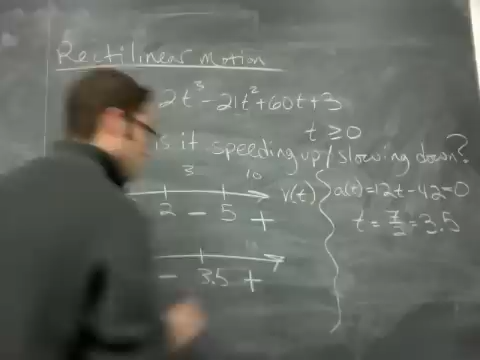 Rectilinear motion
2t³ - 21t² + 60t + 3
t ≥ 0
is it speeding up/slowing down?
3 10
v(t)
2 - 5 +
- 3.5 +
a(t) = 12t - 42 = 0
t = 7/2 = 3.5